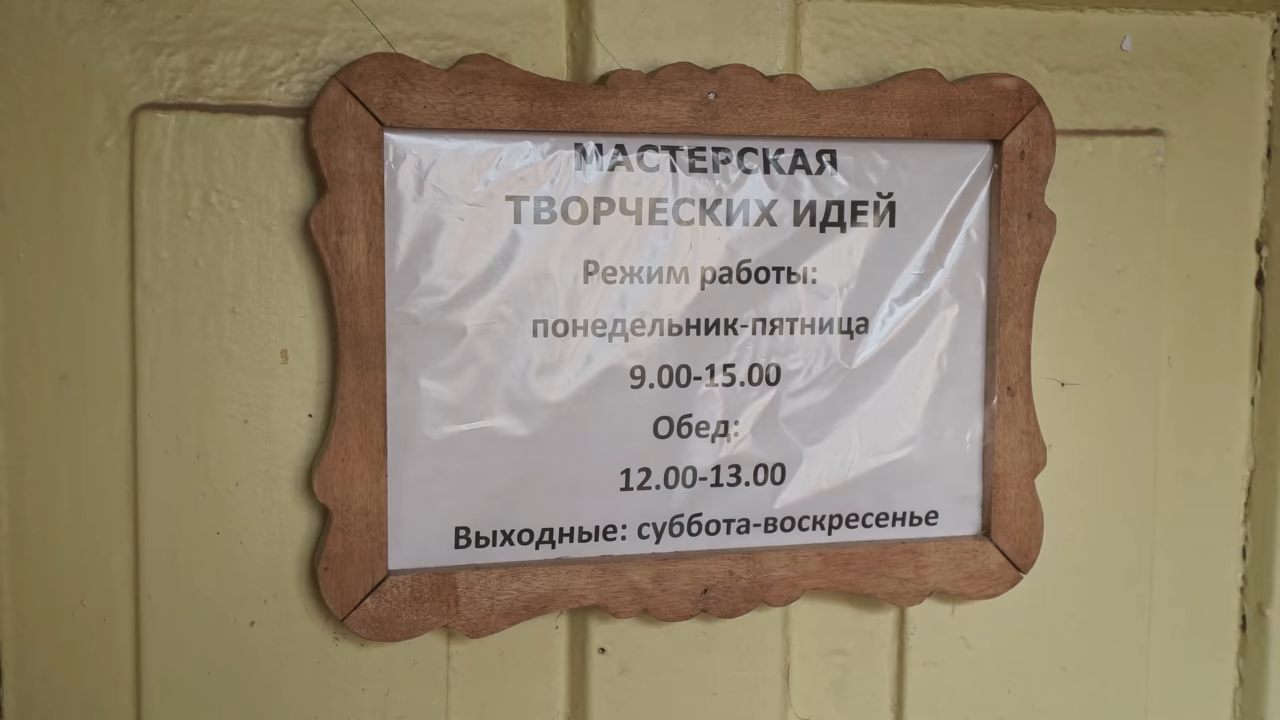 МАСТЕРСКАЯ
ТВОРЧЕСКИХ ИДЕЙ
Режим работы:
понедельник-пятница
9.00-15.00
Обед:
12.00-13.00
Выходные: суббота-воскресенье